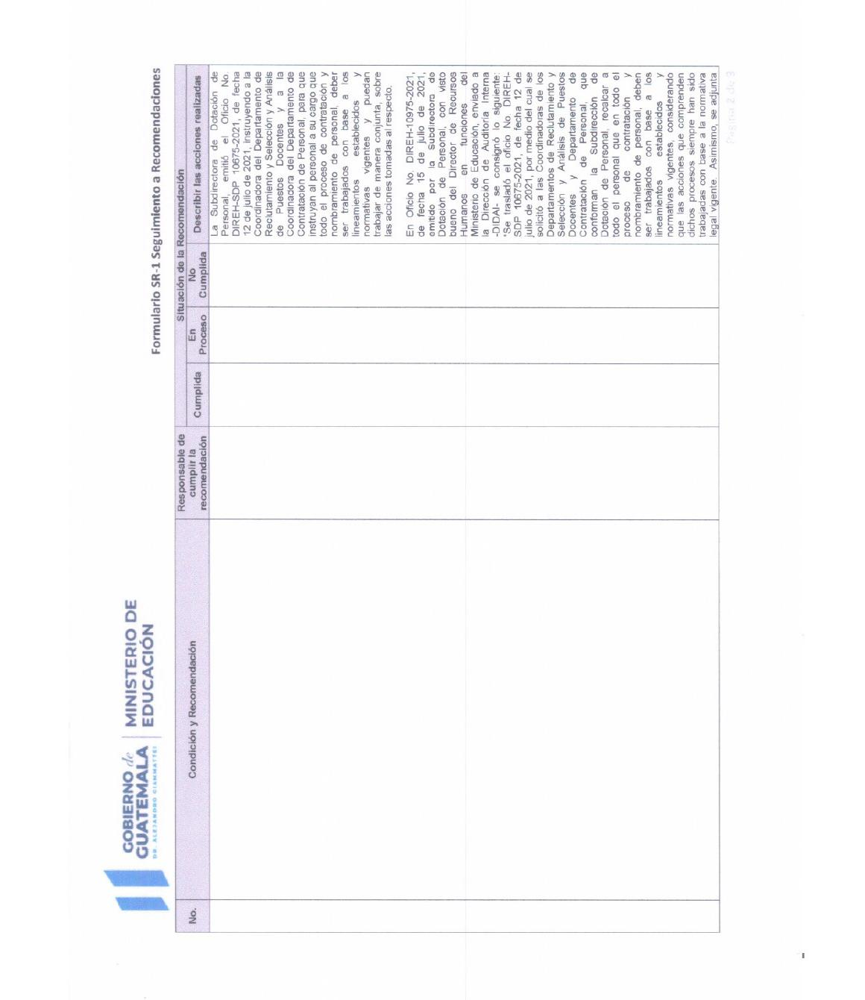 GOBIERNO de
GUATEMALA
DR. ALEJANDRO GIAMMATTEI
MINISTERIO DE
EDUCACIÓN
Formulario SR-1 Seguimiento a Recomendaciones
No.
Condición y Recomendación
Responsable de
cumplir la
recomendación
Situación de la Recomendación
Cumplida
En
Proceso
No
Cumplida
Describir las acciones realizadas
La Subdirectora de Dotación de
Personal, emitió el Oficio No.
DIREH-SDP 10675-2021, de fecha
12 de julio de 2021, instruyendo a la
Coordinadora del Departamento de
Reclutamiento y Selección y Análisis
de Puestos Docentes y a la
Coordinadora del Departamento de
Contratación de Personal, para que
instruyan al personal a su cargo que
todo el proceso de contratación y
nombramiento de personal, deber
ser trabajados con base a los
lineamientos establecidos y
normativas vigentes y puedan
trabajar de manera conjunta, sobre
las acciones tomadas al respecto.
En Oficio No. DIREH-10975-2021,
de fecha 15 de julio de 2021,
emitido por la Subdirectora de
Dotación de Personal, con visto
bueno del Director de Recursos
Humanos en funciones del
Ministerio de Educación, enviado a
la Dirección de Auditoría Interna
-DIDAI- se consignó lo siguiente:
"Se trasladó el oficio No. DIREH-
SDP 10675-2021, de fecha 12 de
julio de 2021, por medio del cual se
solicitó a las Coordinadoras de los
Departamentos de Reclutamiento y
Selección y Análisis de Puestos
Docentes y Departamento de
Contratación de Personal, que
conforman la Subdirección de
Dotación de Personal, recalcar a
todo el personal que en todo el
proceso de contratación y
nombramiento de personal, deben
ser trabajados con base a los
lineamientos establecidos y
normativas vigentes, considerando
que las acciones que comprenden
dichos procesos siempre han sido
trabajadas con base a la normativa
legal vigente. Asimismo, se adjunta
Página 2 de 3